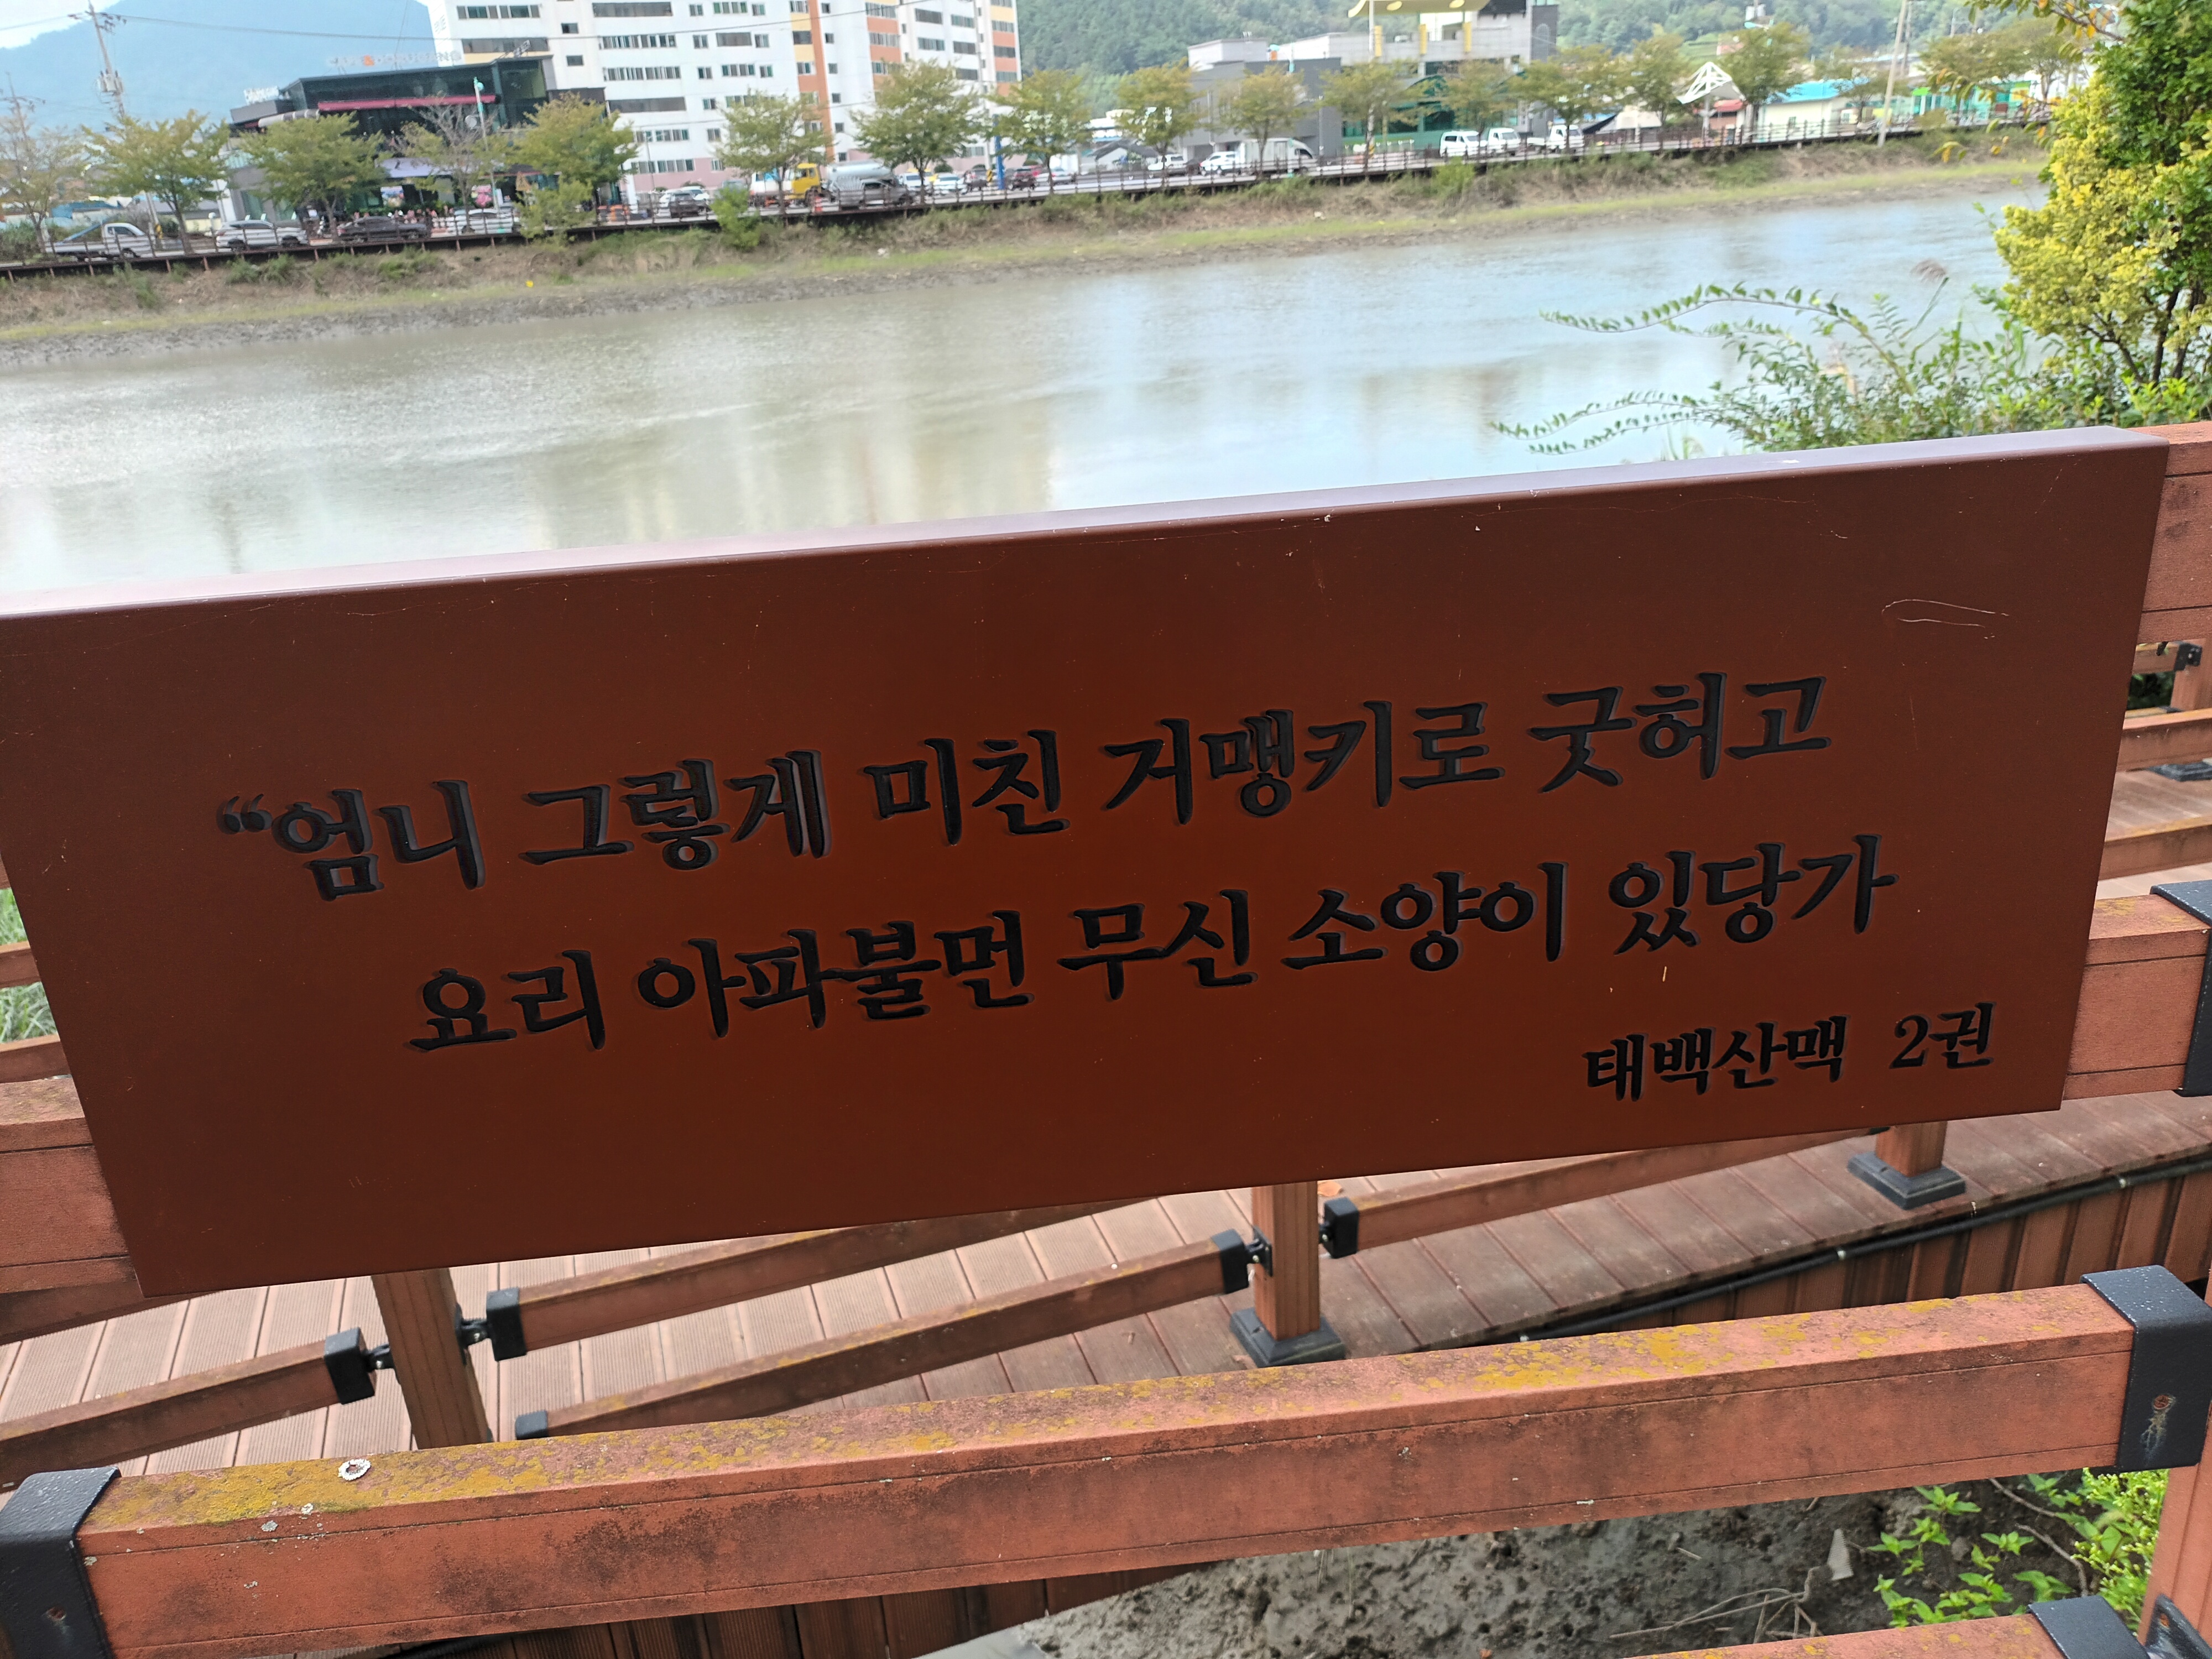 “엄니 그렇게 미친 거맹키로 굿허고
요리 아파불먼 무신 소양이 있당가
태백산맥 2권